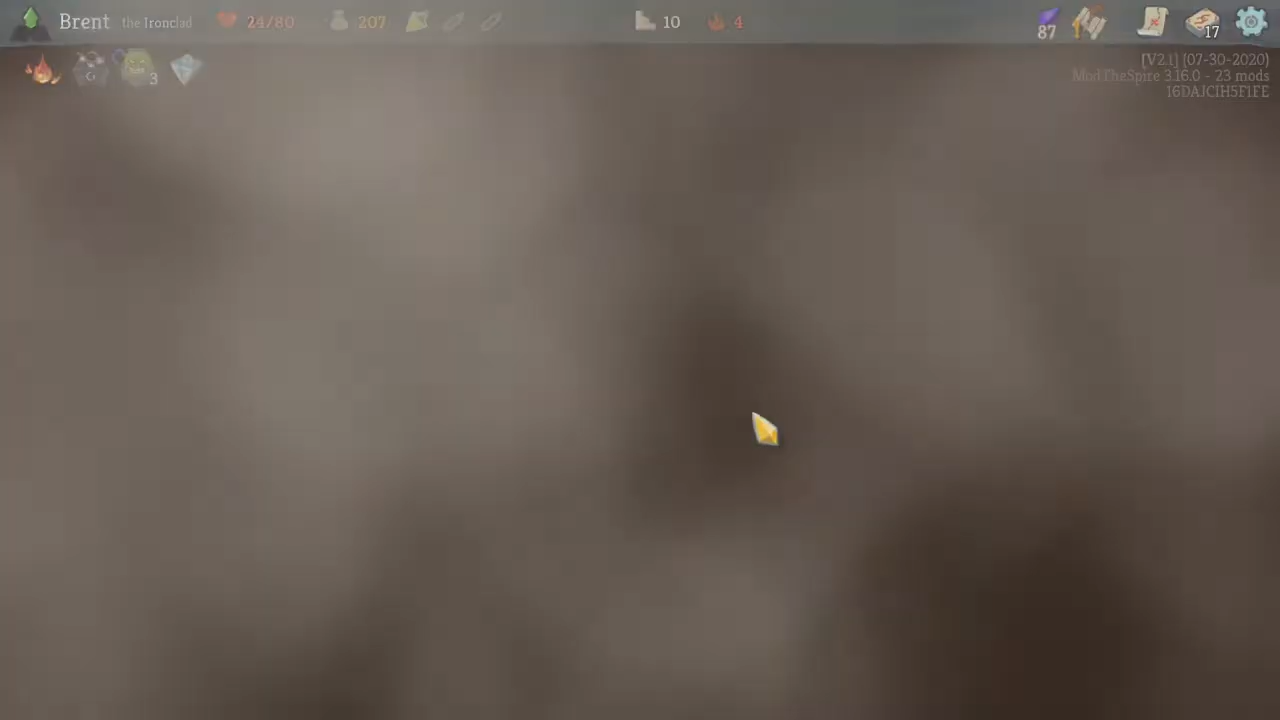 Brent the Ironclad 24/80 207 10 4 87 17
3
[V2.1] [07-30-2020]
ModTheSpire 3.16.0 - 23 mods
16DAJCIH5F1FE